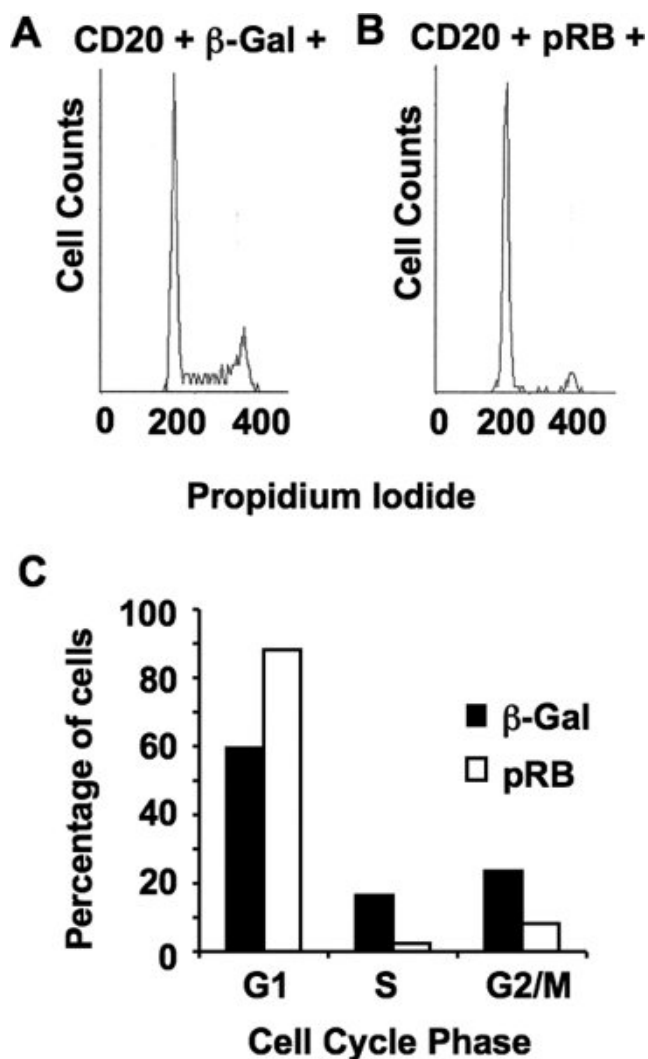 A
CD20 + β-Gal +
Cell Counts
0 200 400
B
CD20 + pRB +
Cell Counts
0 200 400
Propidium Iodide
C
Percentage of cells
100
80
60
40
20
0
β-Gal
pRB
G1 S G2/M
Cell Cycle Phase